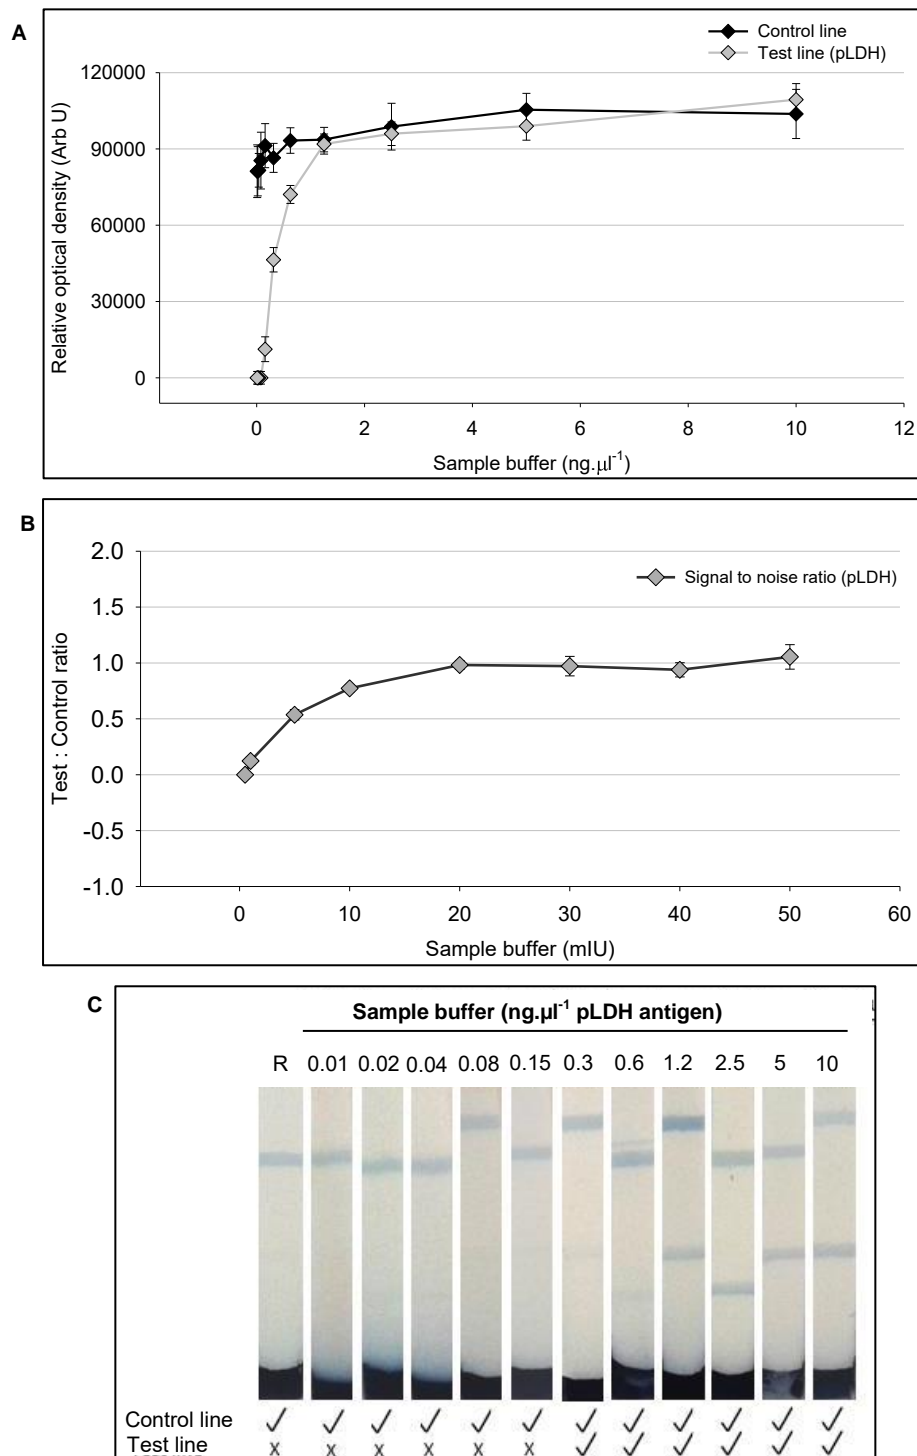 A
Control line
Test line (pLDH)
120000
90000
60000
30000
0
Relative optical density (Arb U)
0 2 4 6 8 10 12
Sample buffer (ng.µl-1)
B
2.0
1.5
1.0
0.5
0.0
-0.5
-1.0
Signal to noise ratio (pLDH)
Test : Control ratio
0 10 20 30 40 50 60
Sample buffer (mIU)
C
Sample buffer (ng.µl-1 pLDH antigen)
R 0.01 0.02 0.04 0.08 0.15 0.3 0.6 1.2 2.5 5 10
Control line ✓ ✓ ✓ ✓ ✓ ✓ ✓ ✓ ✓ ✓ ✓ ✓
Test line x x x x x x ✓ ✓ ✓ ✓ ✓ ✓